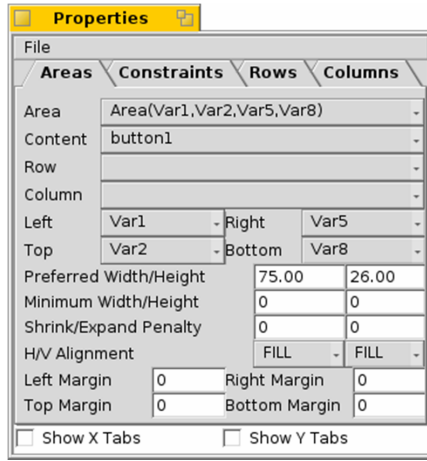 Properties
File
Areas Constraints Rows Columns
Area Area(Var1,Var2,Var5,Var8)
Content button1
Row
Column
Left Var1 Right Var5
Top Var2 Bottom Var8
Preferred Width/Height 75.00 26.00
Minimum Width/Height 0 0
Shrink/Expand Penalty 0 0
H/V Alignment FILL FILL
Left Margin 0 Right Margin 0
Top Margin 0 Bottom Margin 0
Show X Tabs Show Y Tabs